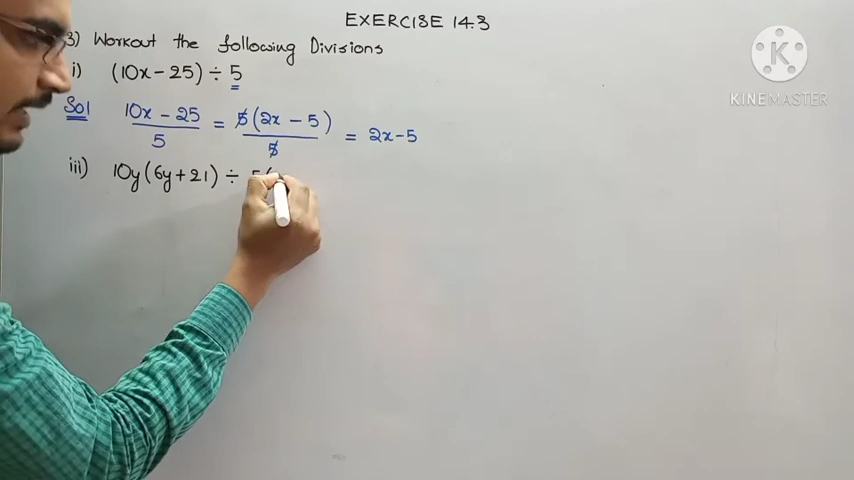 EXERCISE 14.3
3) Workout the following Divisions
i) (10x - 25) ÷ 5
Sol 10x - 25 / 5 = 5(2x - 5) / 5 = 2x - 5
iii) 10y(6y + 21) ÷ 5(
K
KINEMASTER